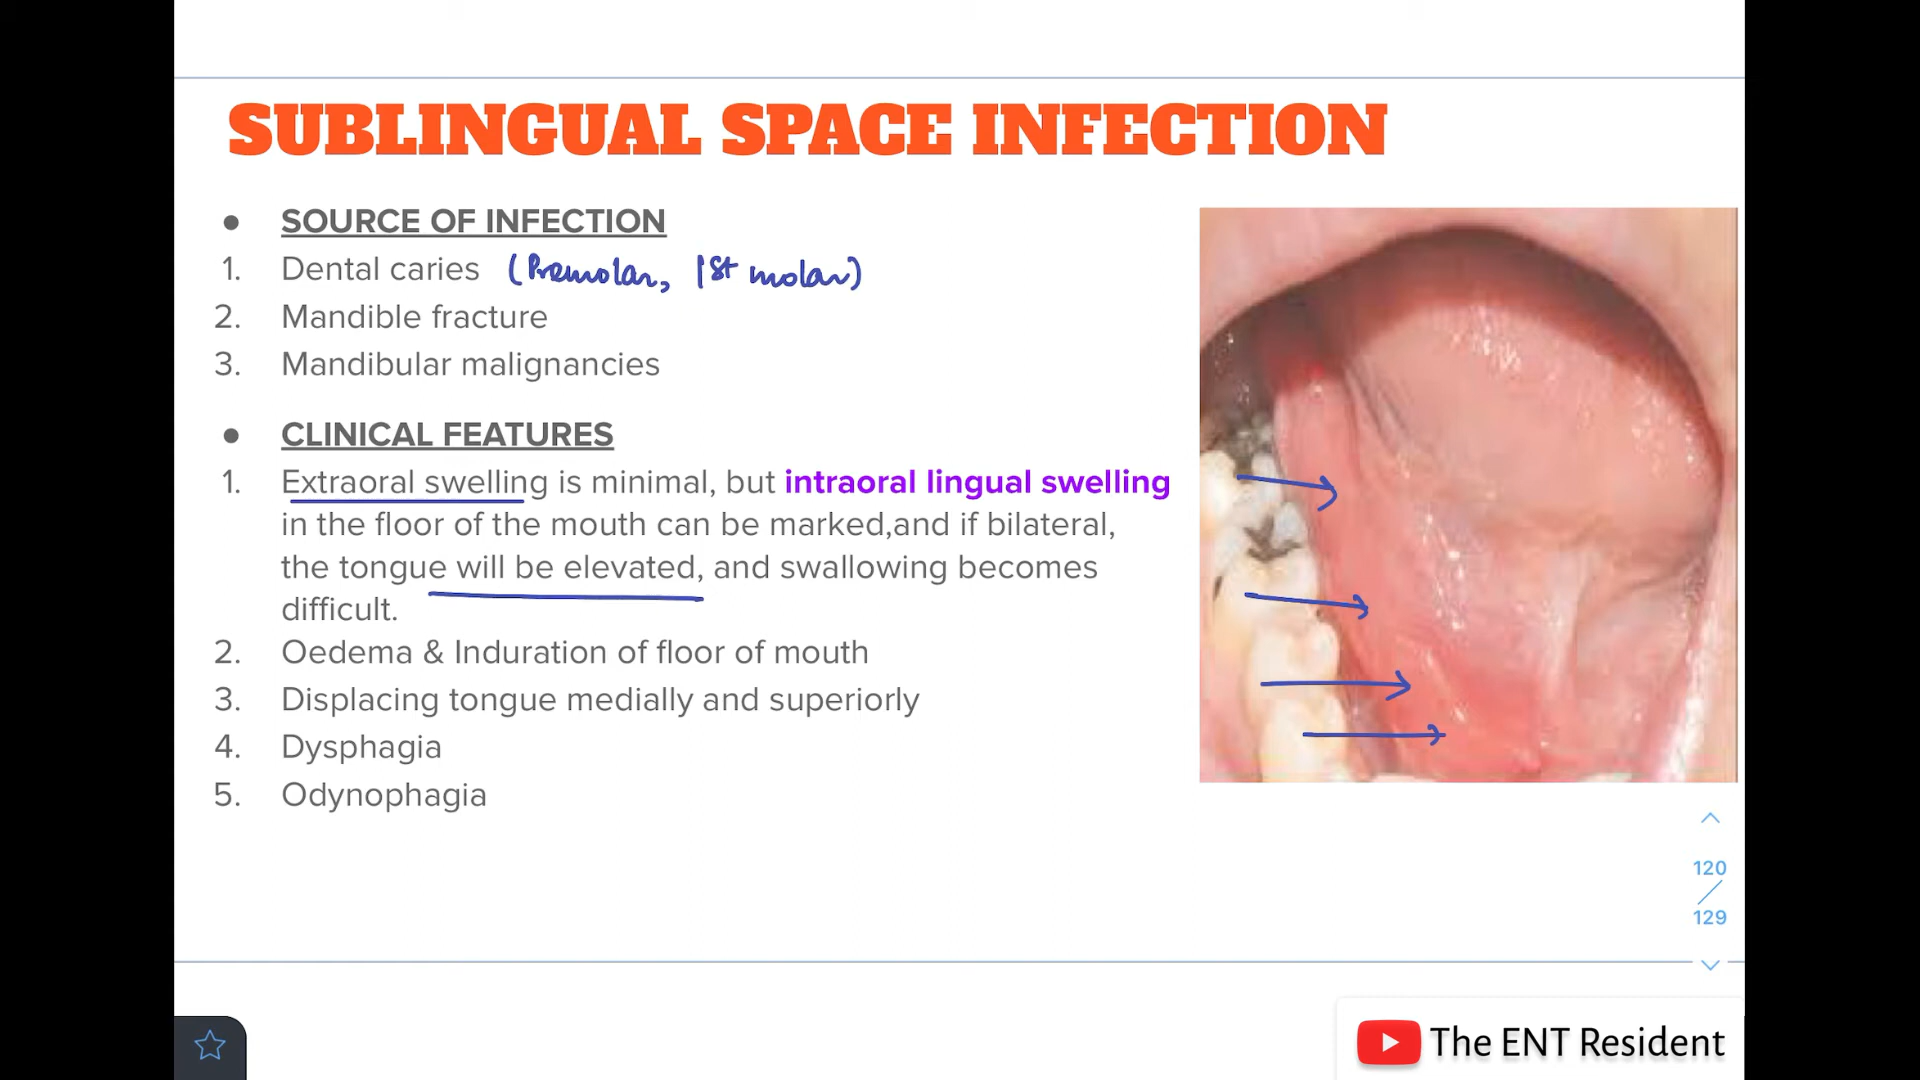 SUBLINGUAL SPACE INFECTION
● SOURCE OF INFECTION
1. Dental caries (Premolar, 1st molar)
2. Mandible fracture
3. Mandibular malignancies
● CLINICAL FEATURES
1. Extraoral swelling is minimal, but intraoral lingual swelling
in the floor of the mouth can be marked,and if bilateral,
the tongue will be elevated, and swallowing becomes
difficult.
2. Oedema & Induration of floor of mouth
3. Displacing tongue medially and superiorly
4. Dysphagia
5. Odynophagia
120
129
The ENT Resident